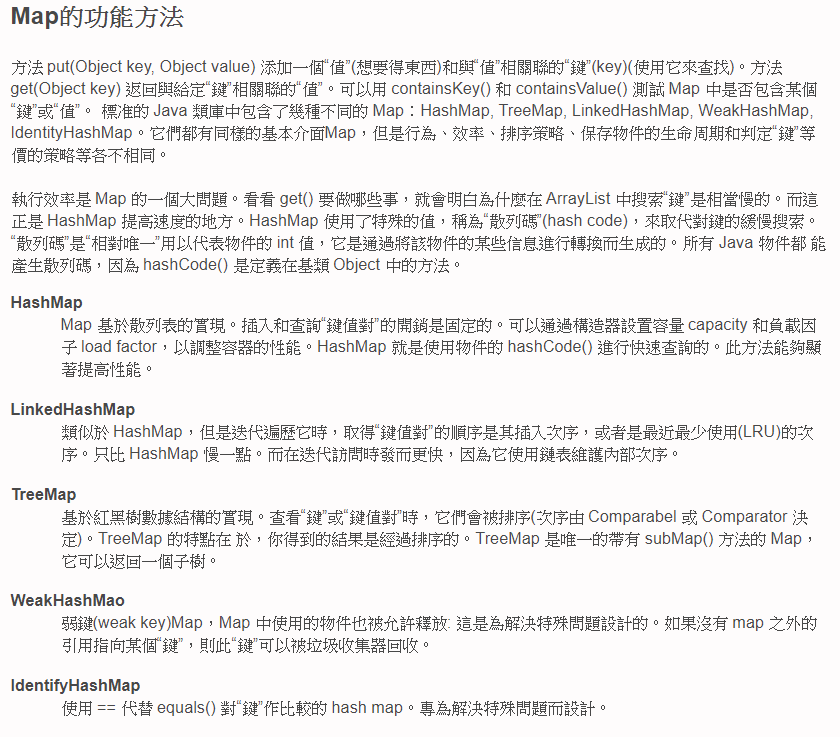 Map的功能方法
方法 put(Object key, Object value) 添加一個“值”(想要得東西)和與“值”相關聯的“鍵”(key)(使用它來查找)。方法
get(Object key) 返回與給定“鍵”相關聯的“值”。可以用 containsKey() 和 containsValue() 測試 Map 中是否包含某個
“鍵”或“值”。 標准的 Java 類庫中包含了幾種不同的 Map：HashMap, TreeMap, LinkedHashMap, WeakHashMap,
IdentityHashMap。它們都有同樣的基本介面Map，但是行為、效率、排序策略、保存物件的生命周期和判定“鍵”等
價的策略等各不相同。
執行效率是 Map 的一個大問題。看看 get() 要做哪些事，就會明白為什麼在 ArrayList 中搜索“鍵”是相當慢的。而這
正是 HashMap 提高速度的地方。HashMap 使用了特殊的值，稱為“散列碼”(hash code)，來取代對鍵的緩慢搜索。
“散列碼”是“相對唯一”用以代表物件的 int 值，它是通過將該物件的某些信息進行轉換而生成的。所有 Java 物件都 能
產生散列碼，因為 hashCode() 是定義在基類 Object 中的方法。
HashMap
Map 基於散列表的實現。插入和查詢“鍵值對”的開銷是固定的。可以通過構造器設置容量 capacity 和負載因
子 load factor，以調整容器的性能。HashMap 就是使用物件的 hashCode() 進行快速查詢的。此方法能夠顯
著提高性能。
LinkedHashMap
類似於 HashMap，但是迭代遍歷它時，取得“鍵值對”的順序是其插入次序，或者是最近最少使用(LRU)的次
序。只比 HashMap 慢一點。而在迭代訪問時發而更快，因為它使用鏈表維護內部次序。
TreeMap
基於紅黑樹數據結構的實現。查看“鍵”或“鍵值對”時，它們會被排序(次序由 Comparabel 或 Comparator 決
定)。TreeMap 的特點在 於，你得到的結果是經過排序的。TreeMap 是唯一的帶有 subMap() 方法的 Map，
它可以返回一個子樹。
WeakHashMao
弱鍵(weak key)Map，Map 中使用的物件也被允許釋放: 這是為解決特殊問題設計的。如果沒有 map 之外的
引用指向某個“鍵”，則此“鍵”可以被垃圾收集器回收。
IdentifyHashMap
使用 == 代替 equals() 對“鍵”作比較的 hash map。專為解決特殊問題而設計。